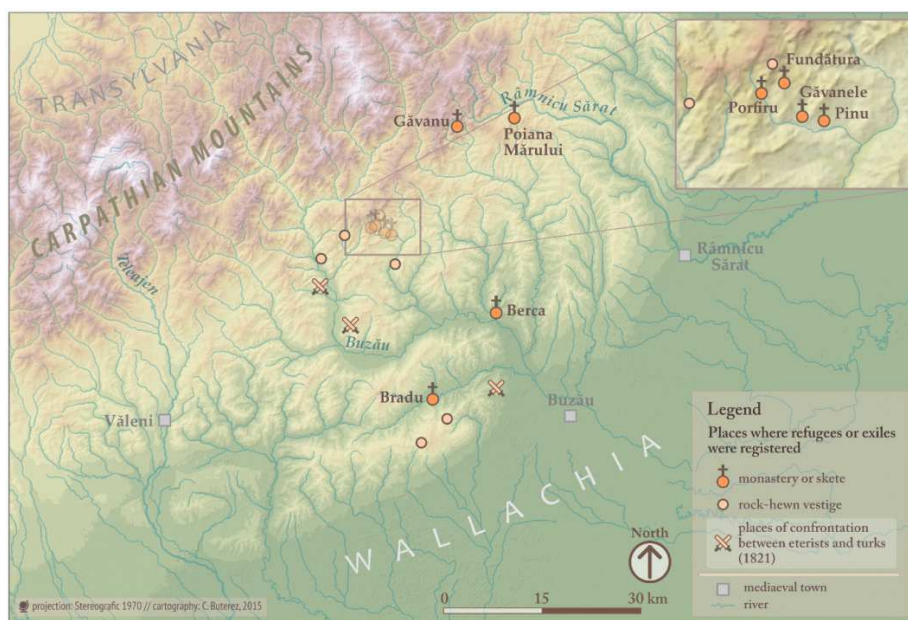 TRANSYLVANIA
CARPATHIAN MOUNTAINS
Râmnicu Sărat
Găvanu
Poiana
Mărului
Fundătura
Găvanele
Porfiru
Pinu
Teleajen
Râmnicu
Sărat
Berca
Buzău
Bradu
Văleni
Buzău
WALLACHIA
Legend
Places where refugees or exiles
were registered
monastery or skete
rock-hewn vestige
places of confrontation
between eterists and turks
(1821)
mediaeval town
river
North
0 15 30 km
projection: Stereografic 1970 // cartography: C. Buterez, 2015